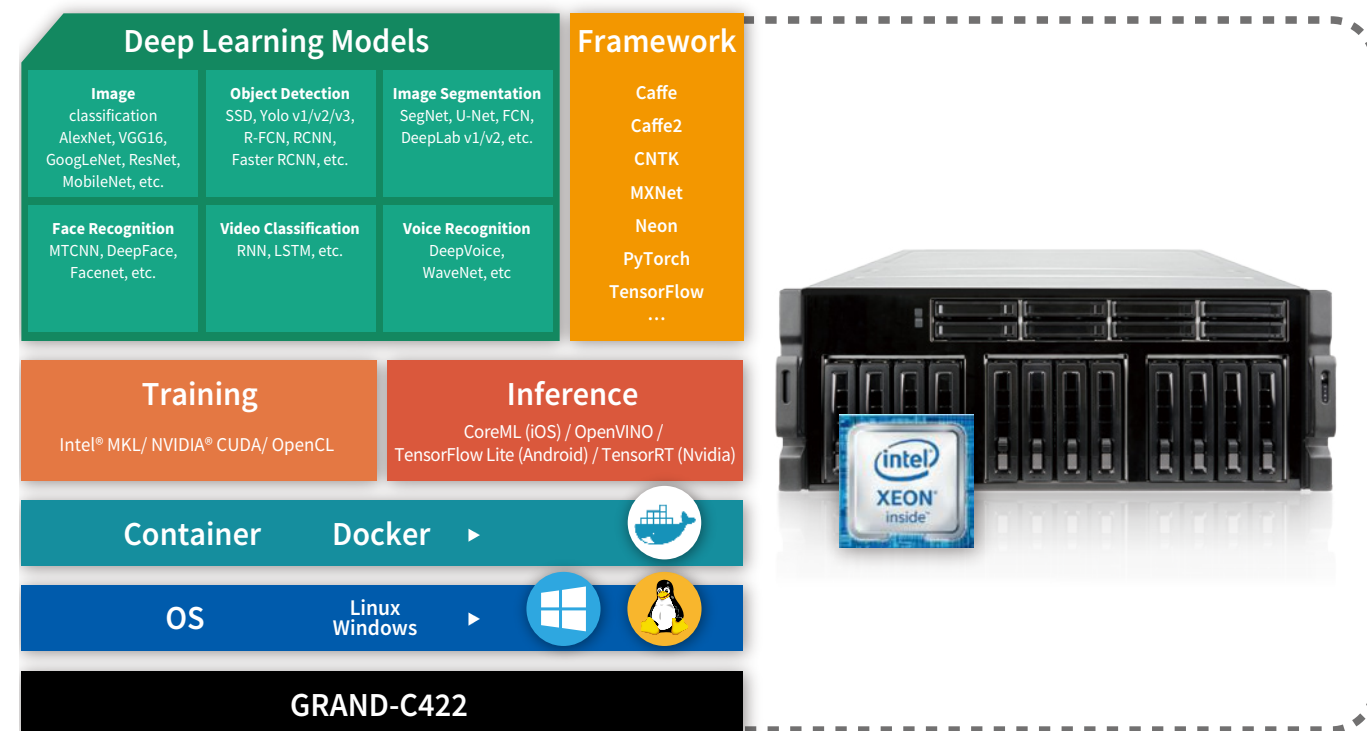 Deep Learning Models
Image
classification
AlexNet, VGG16,
GoogLeNet, ResNet,
MobileNet, etc.
Object Detection
SSD, Yolo v1/v2/v3,
R-FCN, RCNN,
Faster RCNN, etc.
Image Segmentation
SegNet, U-Net, FCN,
DeepLab v1/v2, etc.
Face Recognition
MTCNN, DeepFace,
Facenet, etc.
Video Classification
RNN, LSTM, etc.
Voice Recognition
DeepVoice,
WaveNet, etc
Framework
Caffe
Caffe2
CNTK
MXNet
Neon
PyTorch
TensorFlow
...
Training
Intel® MKL/ NVIDIA® CUDA/ OpenCL
Inference
CoreML (iOS) / OpenVINO /
TensorFlow Lite (Android) / TensorRT (Nvidia)
Container Docker
OS
Linux
Windows
GRAND-C422
intel
XEON®
inside™